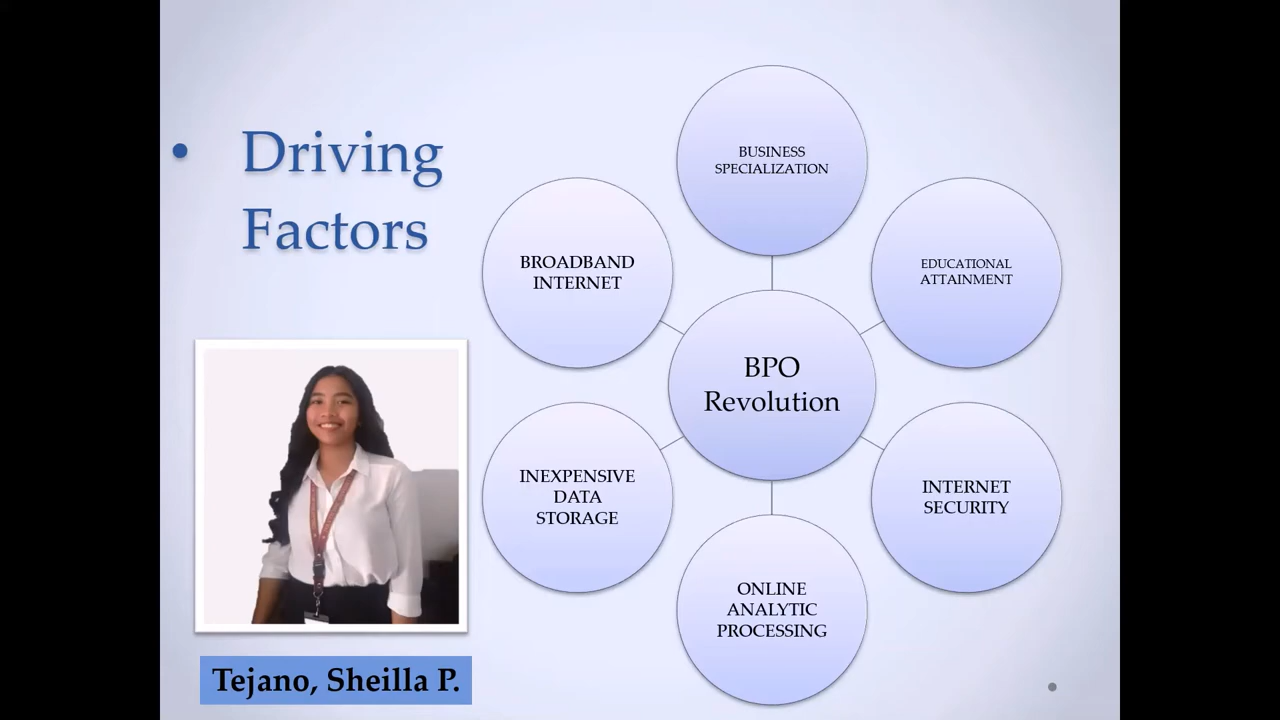 • Driving
Factors
BUSINESS
SPECIALIZATION
EDUCATIONAL
ATTAINMENT
INTERNET
SECURITY
ONLINE
ANALYTIC
PROCESSING
INEXPENSIVE
DATA
STORAGE
BROADBAND
INTERNET
BPO
Revolution
Tejano, Sheilla P.